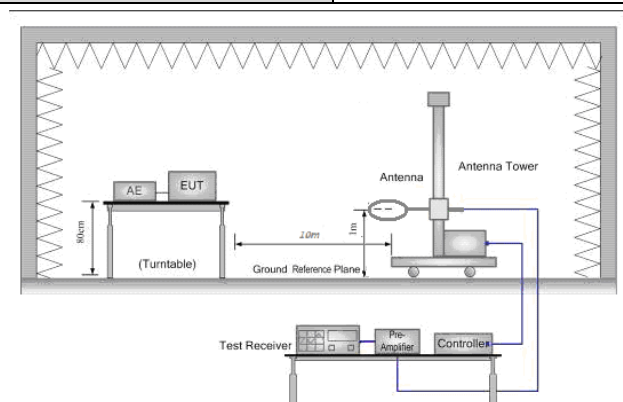 Antenna Tower
Antenna
EUT
AE
80cm
1m
10m
(Turntable)
Ground Reference Plane
Test Receiver
Pre-
Amplifier
Controller